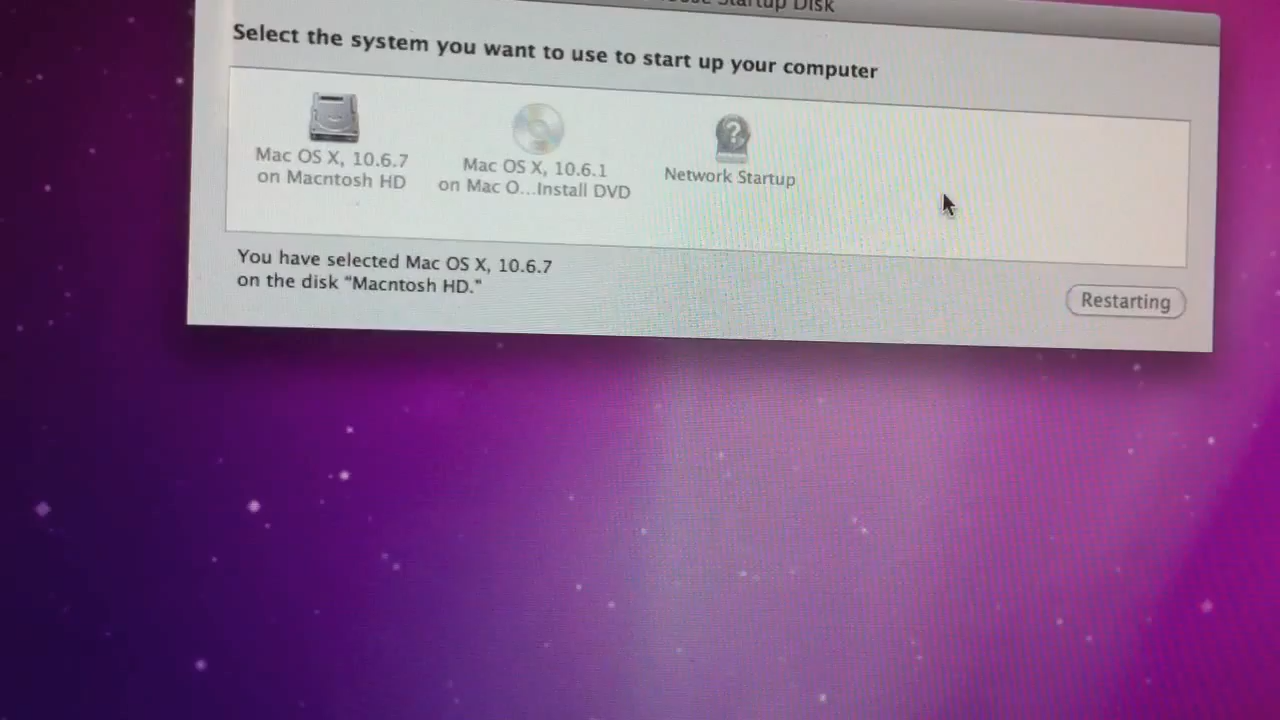 Startup Disk
Select the system you want to use to start up your computer
Mac OS X, 10.6.7
on Macntosh HD
Mac OS X, 10.6.1
on Mac O...Install DVD
Network Startup
You have selected Mac OS X, 10.6.7
on the disk “Macntosh HD.”
Restarting